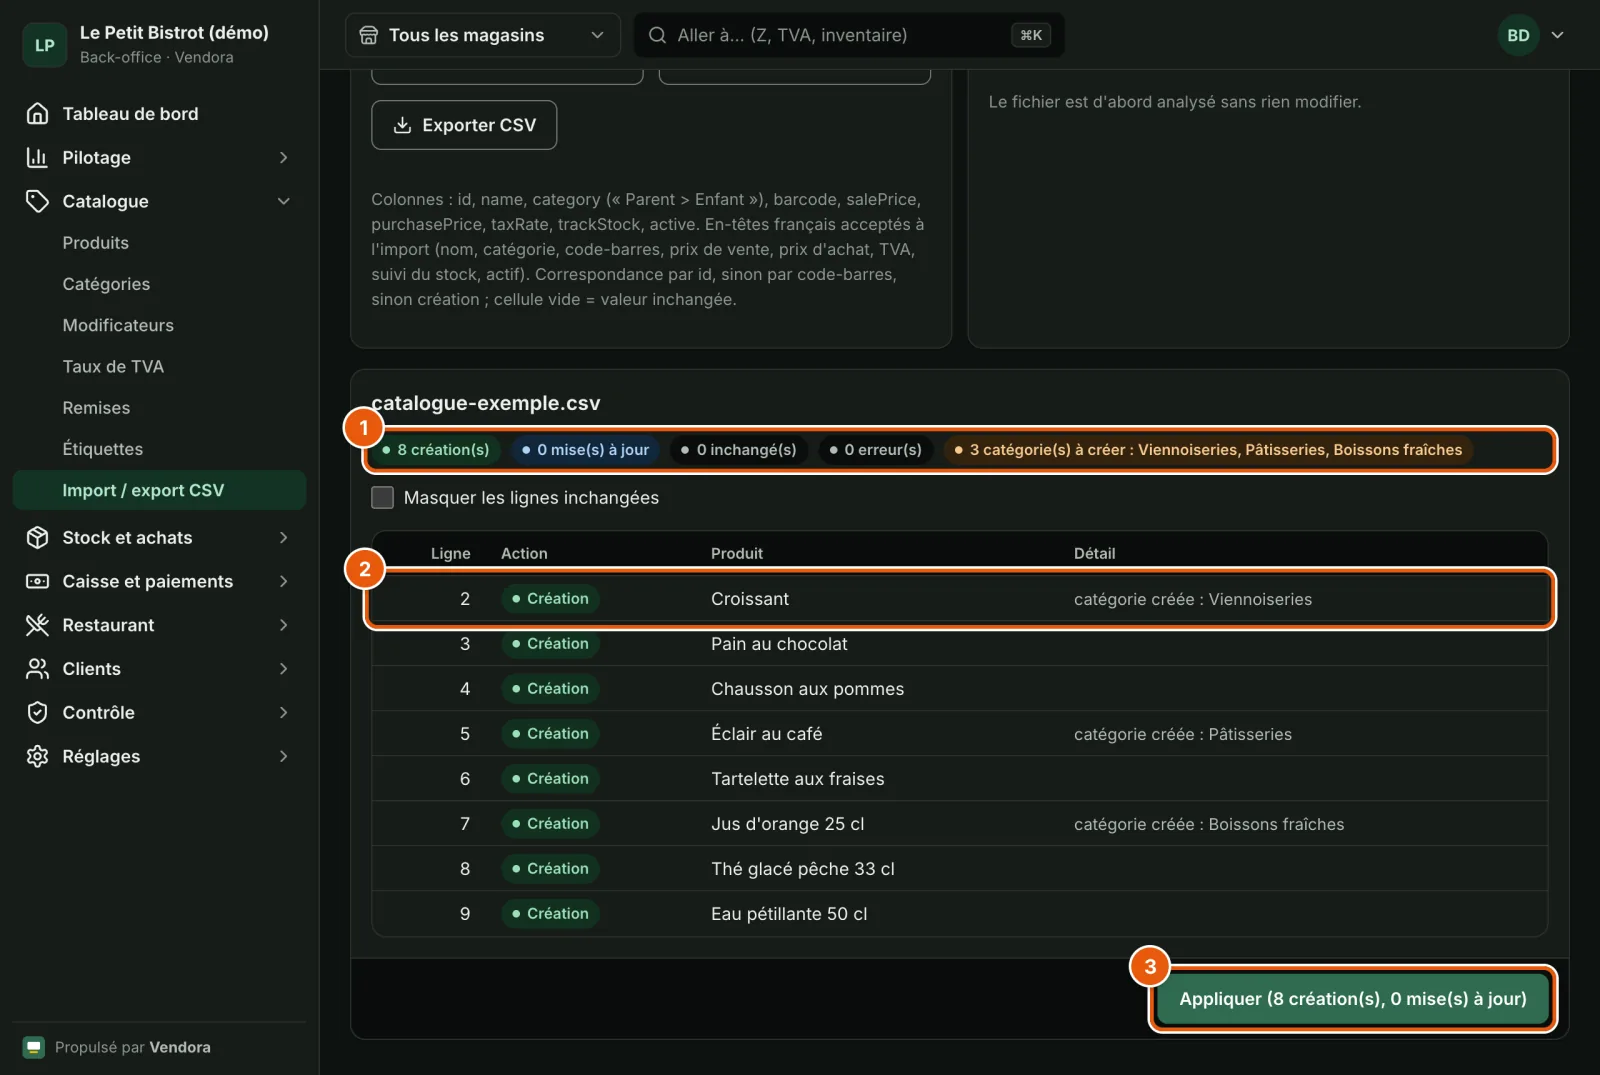 LP
Le Petit Bistrot (démo)
Back-office · Vendora
Tous les magasins
Aller à... (Z, TVA, inventaire)
⌘K
BD
Tableau de bord
Pilotage
Catalogue
Produits
Catégories
Modificateurs
Taux de TVA
Remises
Étiquettes
Import / export CSV
Stock et achats
Caisse et paiements
Restaurant
Clients
Contrôle
Réglages
Propulsé par Vendora
Exporter CSV
Colonnes : id, name, category (« Parent > Enfant »), barcode, salePrice,
purchasePrice, taxRate, trackStock, active. En-têtes français acceptés à
l'import (nom, catégorie, code-barres, prix de vente, prix d'achat, TVA,
suivi du stock, actif). Correspondance par id, sinon par code-barres,
sinon création ; cellule vide = valeur inchangée.
Le fichier est d'abord analysé sans rien modifier.
catalogue-exemple.csv
1
8 création(s) 0 mise(s) à jour 0 inchangé(s) 0 erreur(s) 3 catégorie(s) à créer : Viennoiseries, Pâtisseries, Boissons fraîches
Masquer les lignes inchangées
Ligne Action Produit Détail
2
2 Création Croissant catégorie créée : Viennoiseries
3 Création Pain au chocolat
4 Création Chausson aux pommes
5 Création Éclair au café catégorie créée : Pâtisseries
6 Création Tartelette aux fraises
7 Création Jus d'orange 25 cl catégorie créée : Boissons fraîches
8 Création Thé glacé pêche 33 cl
9 Création Eau pétillante 50 cl
3
Appliquer (8 création(s), 0 mise(s) à jour)